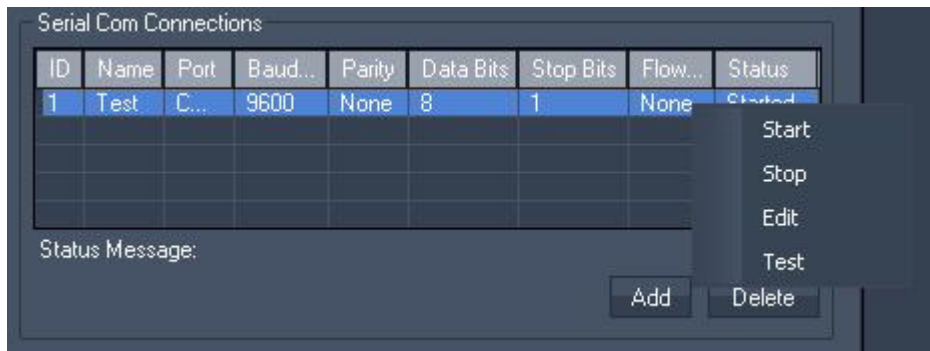 Serial Com Connections
ID Name Port Baud... Parity Data Bits Stop Bits Flow... Status
1 Test C... 9600 None 8 1 None Started
Start
Stop
Edit
Status Message:
Test
Add Delete